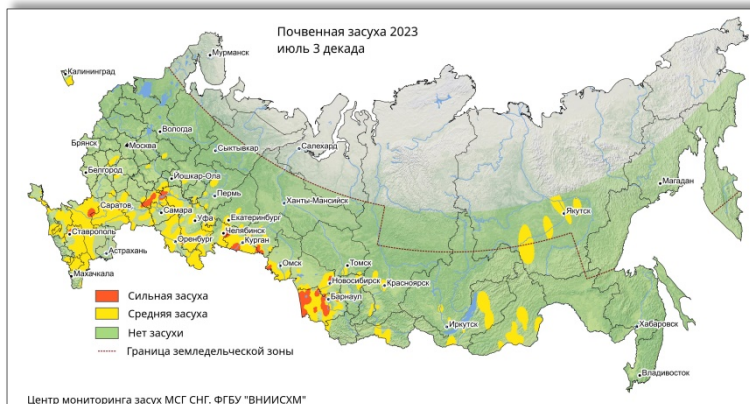 Почвенная засуха 2023
июль 3 декада
Мурманск
Калининград
Вологда
Брянск
Москва
Сыктывкар
Салехард
Белгород
Йошкар-Ола
Пермь
Магадан
Саратов
Самара
Ханты-Мансийск
Якутск
Уфа
Екатеринбург
Ставрополь
Челябинск
Оренбург
Курган
Астрахань
Омск
Томск
Махачкала
Новосибирск
Красноярск
Барнаул
Иркутск
Хабаровск
Владивосток
Сильная засуха
Средняя засуха
Нет засухи
Граница земледельческой зоны
Центр мониторинга засух МСГ СНГ, ФГБУ "ВНИИСХМ"